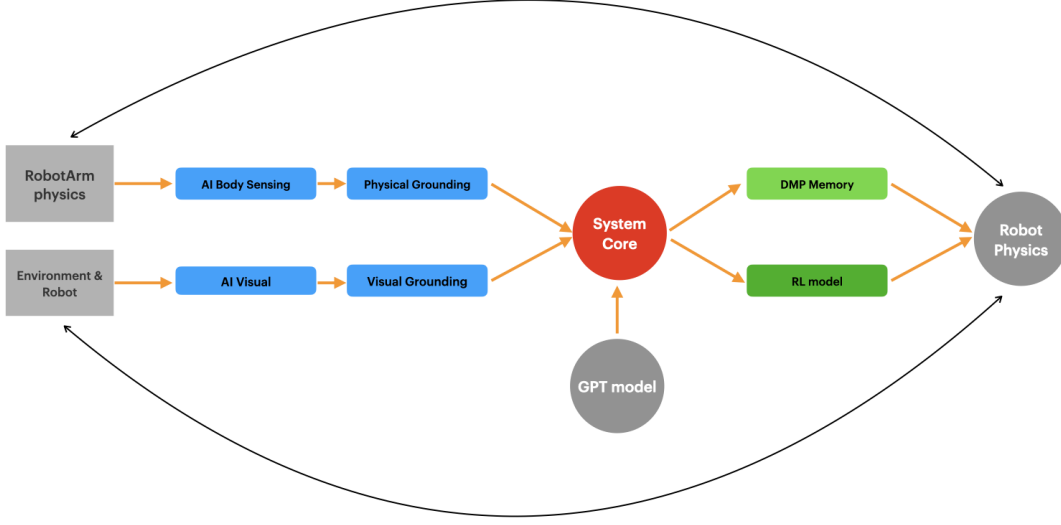 RobotArm
physics
AI Body Sensing
Physical Grounding
System
Core
DMP Memory
Robot
Physics
Environment &
Robot
AI Visual
Visual Grounding
RL model
GPT model